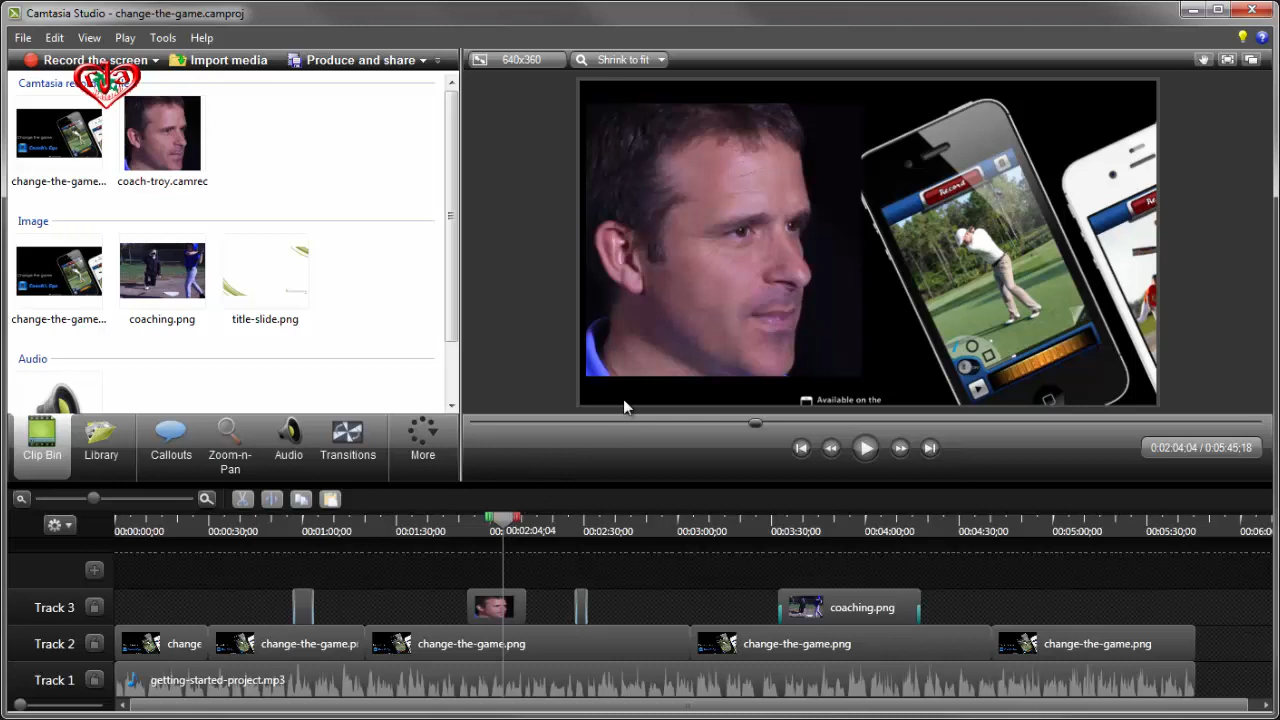 Camtasia Studio - change-the-game.camproj
File Edit View Play Tools Help
Record the screen Import media Produce and share
640x360 Shrink to fit
Camtasia re
change-the-game... coach-troy.camrec
Image
change-the-game... coaching.png title-slide.png
Audio
Record
Available on the
Clip Bin Library Callouts Zoom-n-Pan Audio Transitions More
0:02:04;04 / 0:05:45;18
00:00:00;00 00:00:30;00 00:01:00;00 00:01:30;00 00:02:04;04 00:02:30;00 00:03:00;00 00:03:30;00 00:04:00;00 00:04:30;00 00:05:00;00 00:05:30;00 00:06:0
Track 3 coaching.png
Track 2 change change-the-game.p change-the-game.png change-the-game.png change-the-game.png
Track 1 getting-started-project.mp3